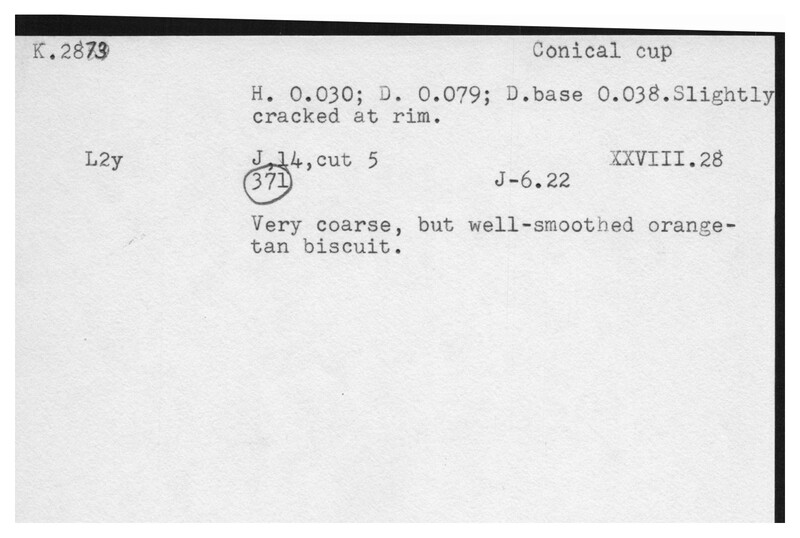 K.2873 Conical cup
H. 0.030; D. 0.079; D.base 0.038.Slightly
cracked at rim.
L2y J,14,cut 5 XXVIII.28
371 J-6.22
Very coarse, but well-smoothed orange-
tan biscuit.